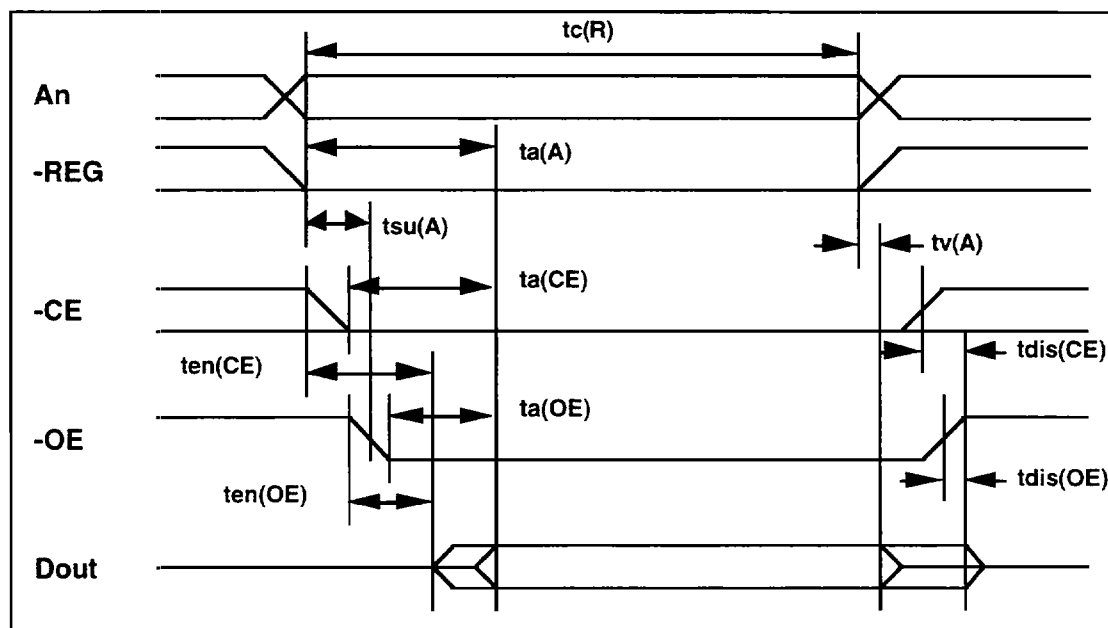 tc(R)
An
ta(A)
-REG
tsu(A)
tv(A)
ta(CE)
-CE
ten(CE)
tdis(CE)
ta(OE)
-OE
ten(OE)
tdis(OE)
Dout